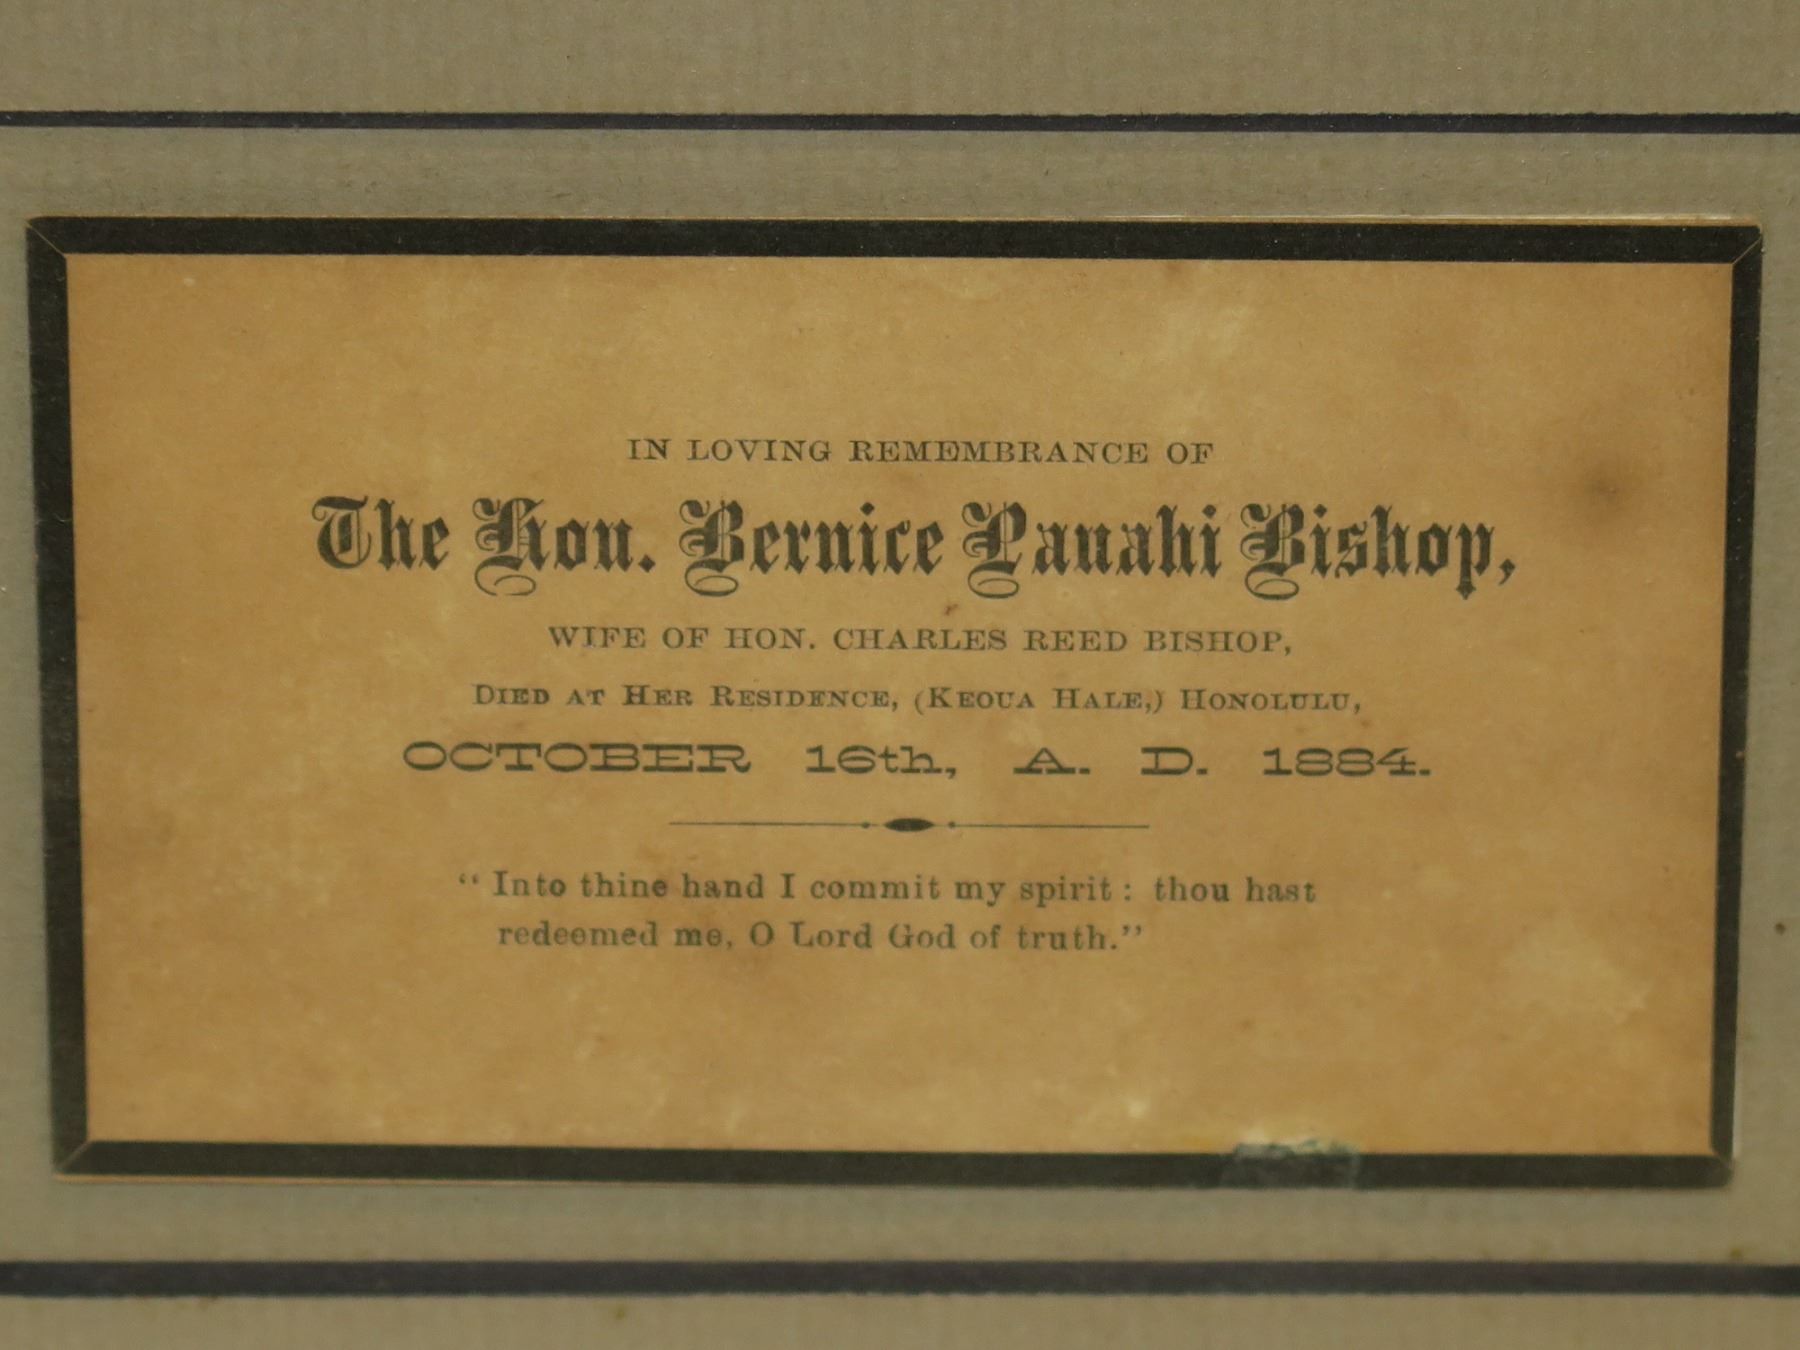 IN LOVING REMEMBRANCE OF
The Hon. Bernice Pauahi Bishop,
WIFE OF HON. CHARLES REED BISHOP,
DIED AT HER RESIDENCE, (KEOUA HALE,) HONOLULU,
OCTOBER 16th, A. D. 1884.
“Into thine hand I commit my spirit: thou hast
redeemed me, O Lord God of truth.”